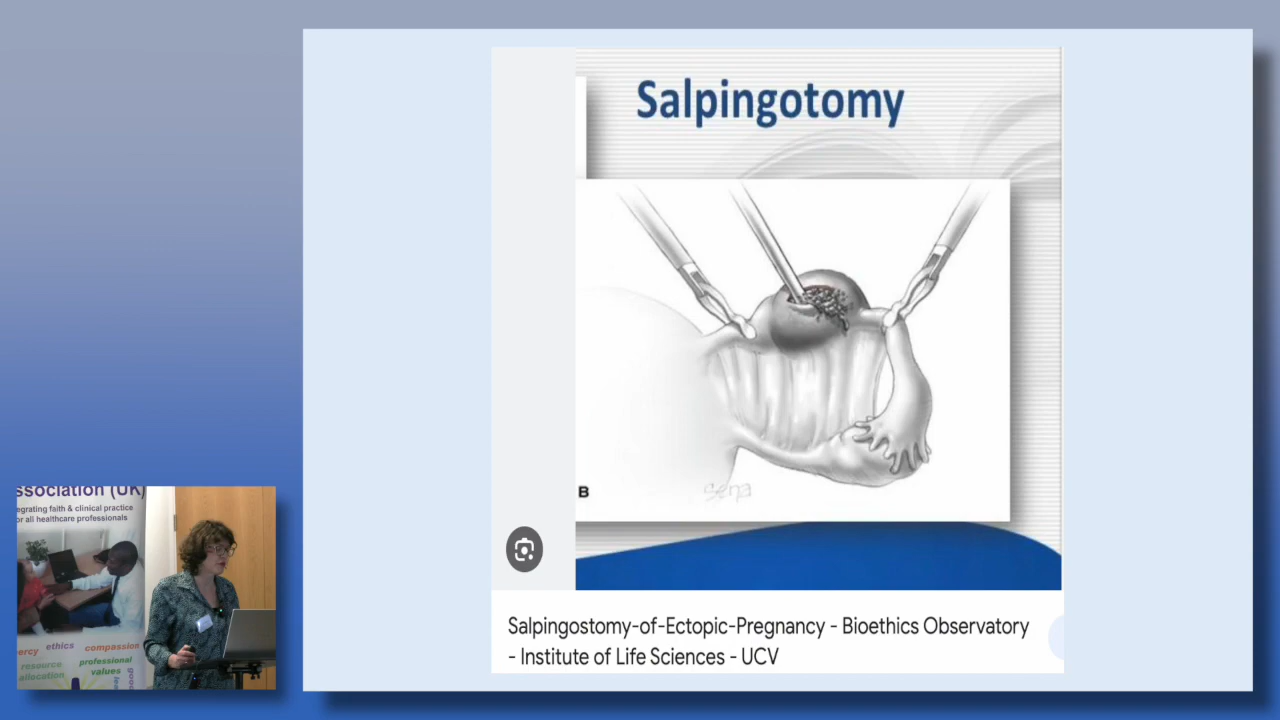 Salpingotomy
B
sena
Salpingostomy-of-Ectopic-Pregnancy - Bioethics Observatory
- Institute of Life Sciences - UCV
ssociation (UK)
egrating faith & clinical practice
or all healthcare professionals
ercy ethics compassion
resource professional
allocation values